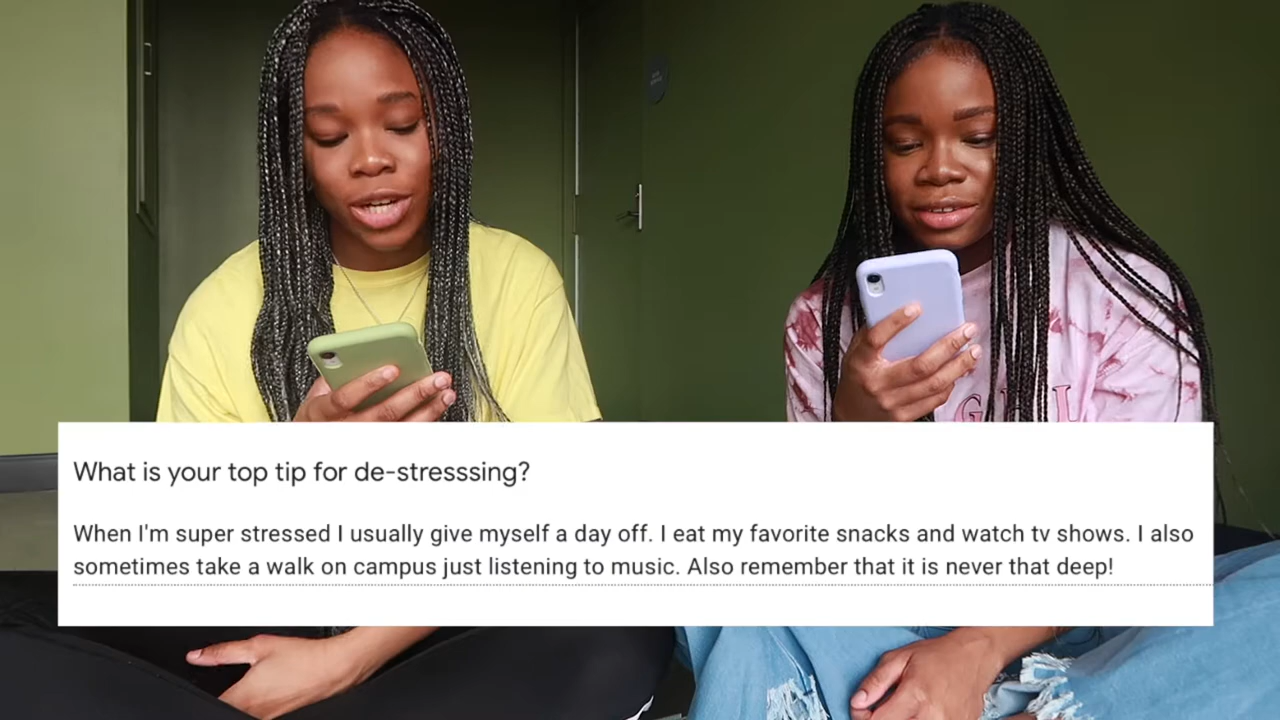 What is your top tip for de-stresssing?
When I'm super stressed I usually give myself a day off. I eat my favorite snacks and watch tv shows. I also
sometimes take a walk on campus just listening to music. Also remember that it is never that deep!